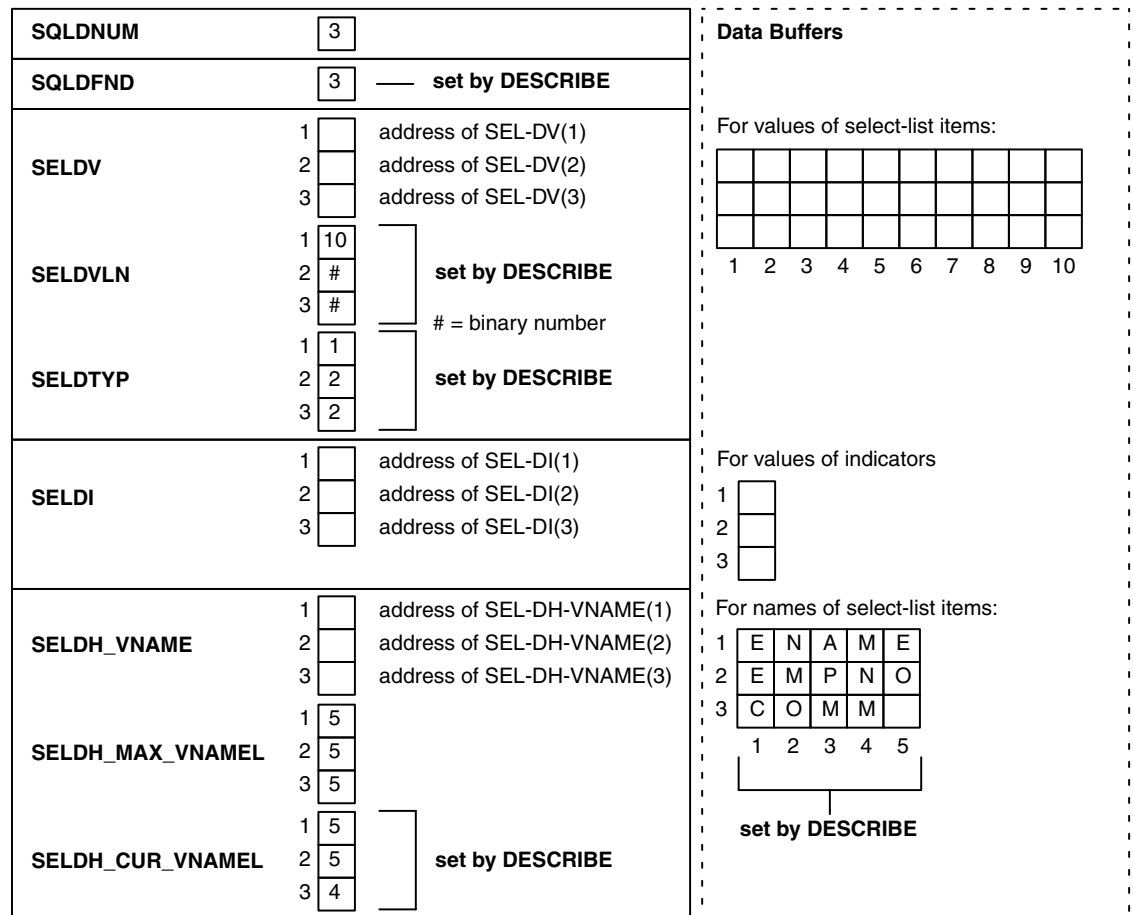 SQLDNUM 3
SQLDFND 3 set by DESCRIBE
SELDV
1 address of SEL-DV(1)
2 address of SEL-DV(2)
3 address of SEL-DV(3)
SELDVLN
1 10
2 #
3 #
set by DESCRIBE
# = binary number
SELDTYP
1 1
2 2
3 2
set by DESCRIBE
SELDI
1 address of SEL-DI(1)
2 address of SEL-DI(2)
3 address of SEL-DI(3)
SELDH_VNAME
1 address of SEL-DH-VNAME(1)
2 address of SEL-DH-VNAME(2)
3 address of SEL-DH-VNAME(3)
SELDH_MAX_VNAMEL
1 5
2 5
3 5
SELDH_CUR_VNAMEL
1 5
2 5
3 4
set by DESCRIBE
Data Buffers
For values of select-list items:
1 2 3 4 5 6 7 8 9 10
For values of indicators
1
2
3
For names of select-list items:
1 E N A M E
2 E M P N O
3 C O M M
1 2 3 4 5
set by DESCRIBE